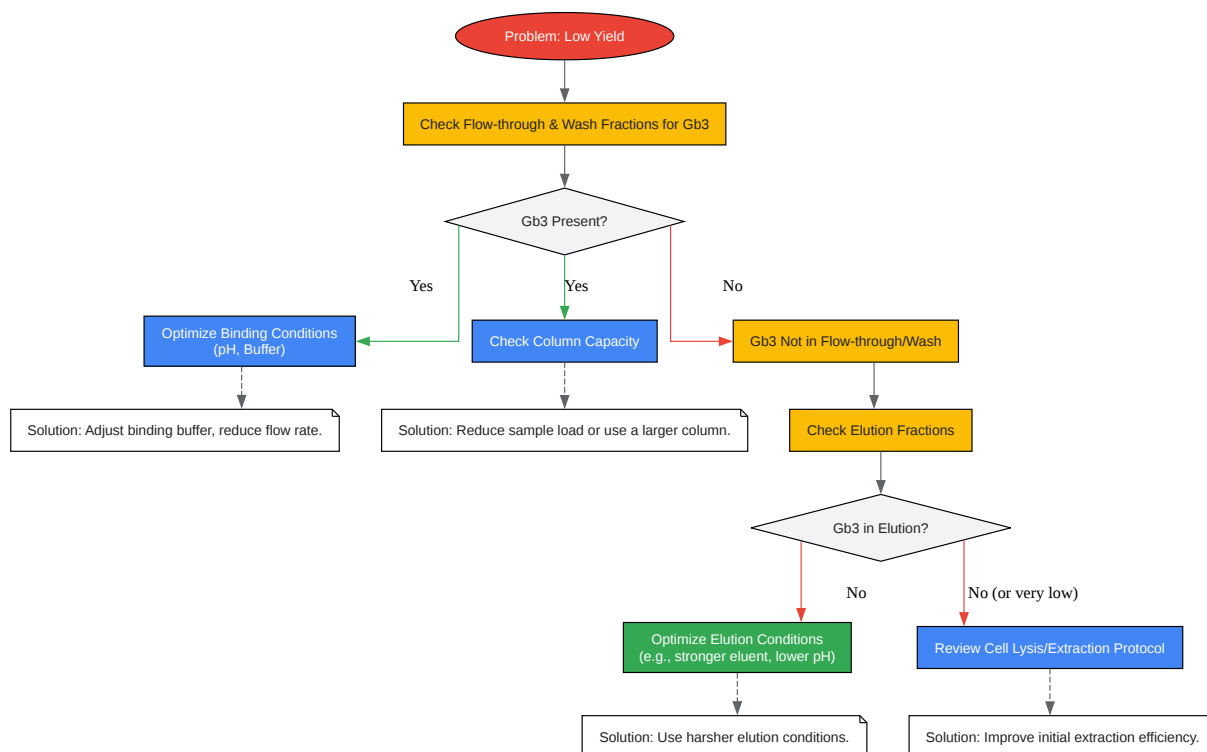 Problem: Low Yield
Check Flow-through & Wash Fractions for Gb3
Gb3 Present?
Yes
Yes
No
Optimize Binding Conditions
(pH, Buffer)
Check Column Capacity
Gb3 Not in Flow-through/Wash
Solution: Adjust binding buffer, reduce flow rate.
Solution: Reduce sample load or use a larger column.
Check Elution Fractions
Gb3 in Elution?
No
No (or very low)
Optimize Elution Conditions
(e.g., stronger eluent, lower pH)
Review Cell Lysis/Extraction Protocol
Solution: Use harsher elution conditions.
Solution: Improve initial extraction efficiency.